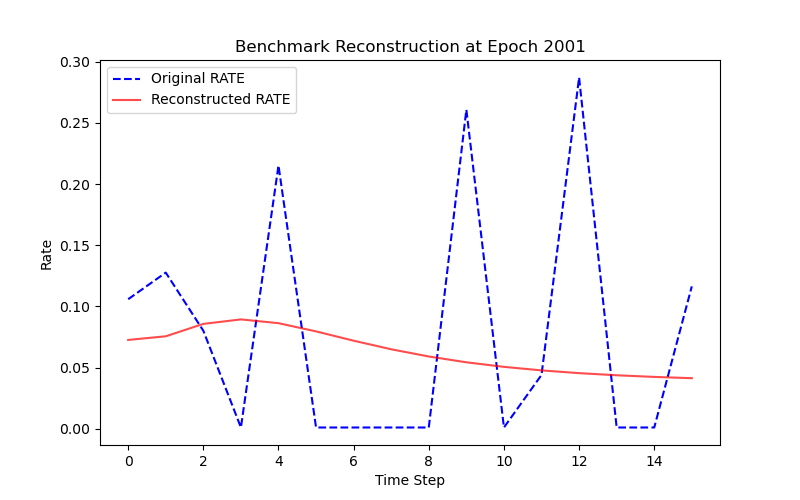 Benchmark Reconstruction at Epoch 2001
Original RATE
Reconstructed RATE
0.30
0.25
0.20
0.15
0.10
0.05
0.00
Rate
0 2 4 6 8 10 12 14
Time Step